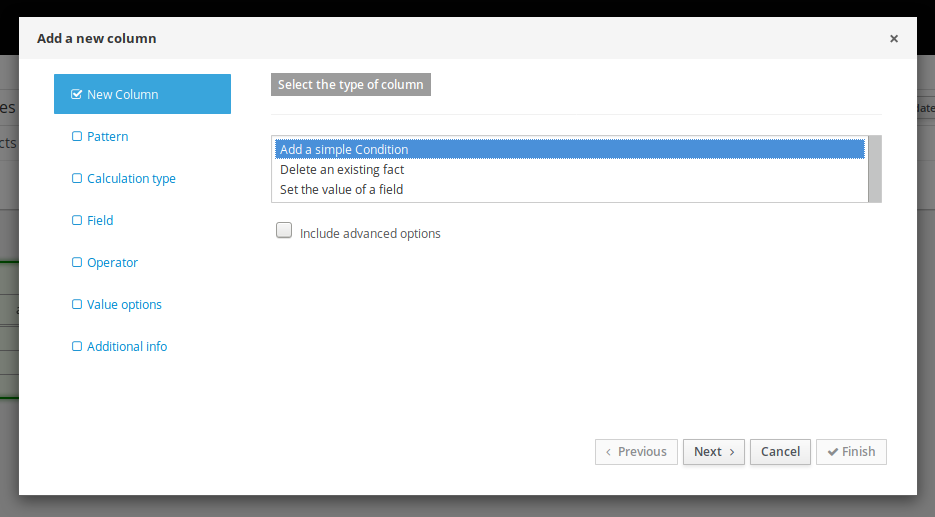 Add a new column
×
New Column
Pattern
Calculation type
Field
Operator
Value options
Additional info
Select the type of column
Add a simple Condition
Delete an existing fact
Set the value of a field
Include advanced options
Previous
Next
Cancel
Finish